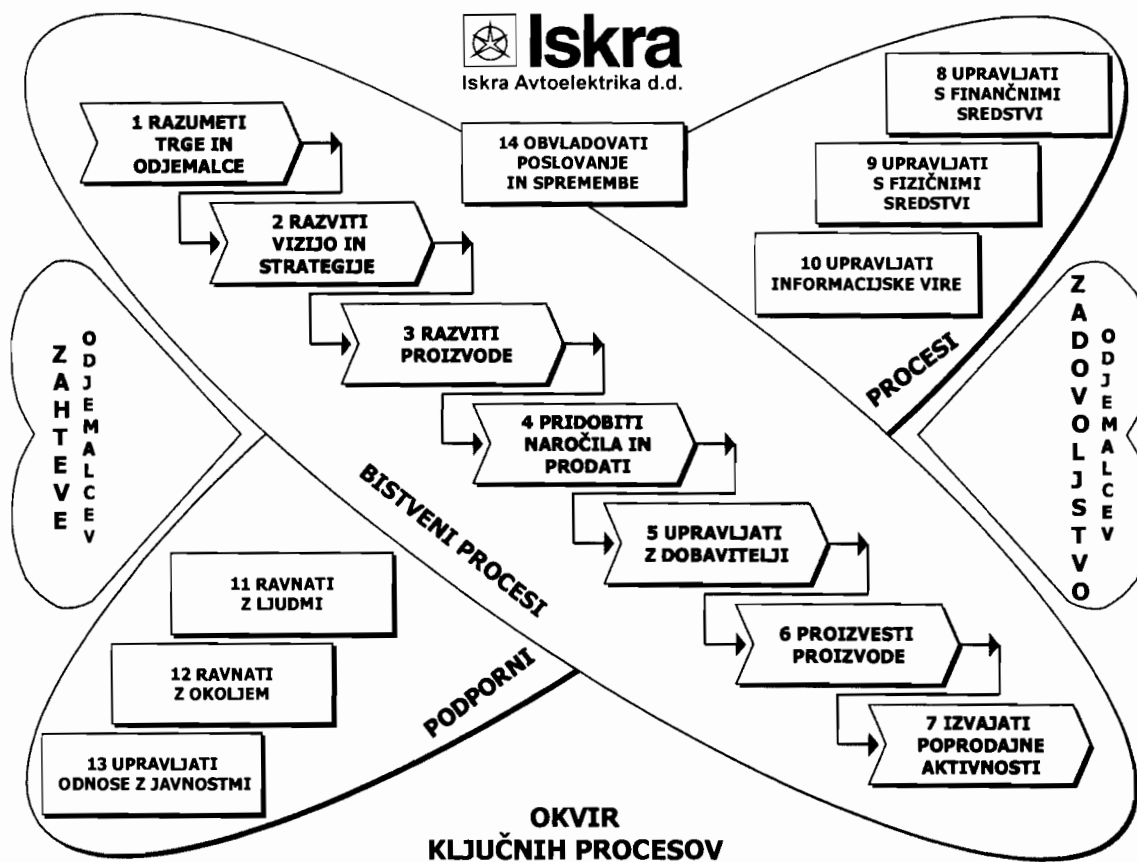 Iskra
Iskra Avtoelektrika d.d.
1 RAZUMETI
TRGE IN
ODJEMALCE
2 RAZVITI
VIZIJO IN
STRATEGIJE
3 RAZVITI
PROIZVODE
4 PRIDOBITI
NAROČILA IN
PRODATI
5 UPRAVLJATI
Z DOBAVITELJI
6 PROIZVESTI
PROIZVODE
7 IZVAJATI
POPRODAJNE
AKTIVNOSTI
14 OBVLADOVATI
POSLOVANJE
IN SPREMEMBE
8 UPRAVLJATI
S FINANČNIMI
SREDSTVI
9 UPRAVLJATI
S FIZIČNIMI
SREDSTVI
10 UPRAVLJATI
INFORMACIJSKE VIRE
PROCESI
ZAHTEVE
ODJEMALCEV
BISTVENI PROCESI
ZADOVOLJSTVO
ODJEMALCEV
11 RAVNATI
Z LJUDMI
12 RAVNATI
Z OKOLJEM
13 UPRAVLJATI
ODNOSE Z JAVNOSTMI
PODPORNI
OKVIR
KLJUČNIH PROCESOV